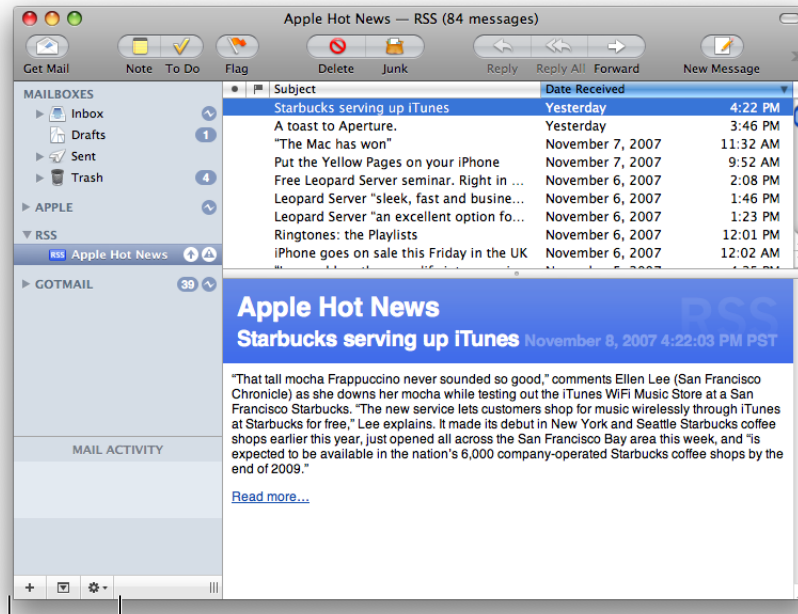 Apple Hot News — RSS (84 messages)
Get Mail Note To Do Flag Delete Junk Reply Reply All Forward New Message
MAILBOXES
Inbox
Drafts 1
Sent
Trash 4
APPLE
RSS
RSS Apple Hot News
GOTMAIL 39
MAIL ACTIVITY
Subject Date Received
Starbucks serving up iTunes Yesterday 4:22 PM
A toast to Aperture. Yesterday 3:46 PM
“The Mac has won” November 7, 2007 11:32 AM
Put the Yellow Pages on your iPhone November 7, 2007 9:52 AM
Free Leopard Server seminar. Right in ... November 6, 2007 2:08 PM
Leopard Server “sleek, fast and busine... November 6, 2007 1:46 PM
Leopard Server “an excellent option fo... November 6, 2007 1:23 PM
Ringtones: the Playlists November 6, 2007 12:01 PM
iPhone goes on sale this Friday in the UK November 6, 2007 12:02 AM
Apple Hot News
RSS
Starbucks serving up iTunes November 8, 2007 4:22:03 PM PST
“That tall mocha Frappuccino never sounded so good,” comments Ellen Lee (San Francisco
Chronicle) as she downs her mocha while testing out the iTunes WiFi Music Store at a San
Francisco Starbucks. “The new service lets customers shop for music wirelessly through iTunes
at Starbucks for free,” Lee explains. It made its debut in New York and Seattle Starbucks coffee
shops earlier this year, just opened all across the San Francisco Bay area this week, and “is
expected to be available in the nation’s 6,000 company-operated Starbucks coffee shops by the
end of 2009.”
Read more…